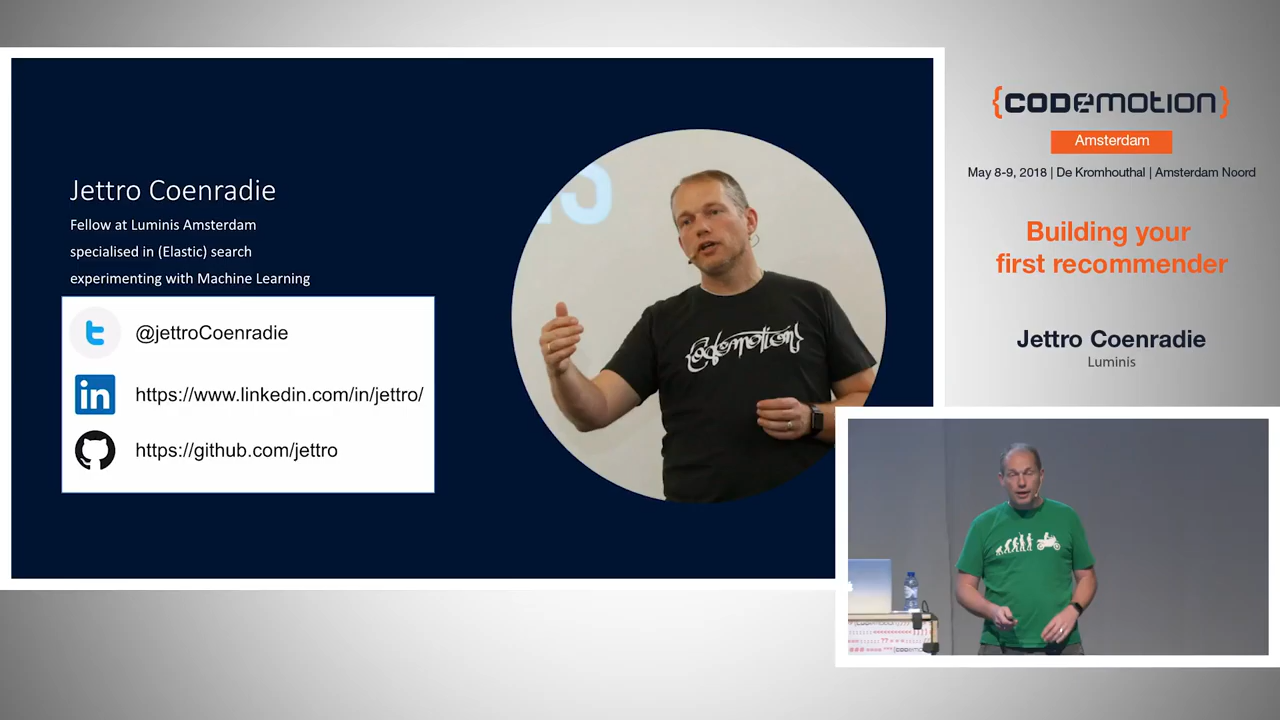 Jettro Coenradie
Fellow at Luminis Amsterdam
specialised in (Elastic) search
experimenting with Machine Learning
@jettroCoenradie
https://www.linkedin.com/in/jettro/
https://github.com/jettro
{codemotion}
{CODEMOTION}
Amsterdam
May 8-9, 2018 | De Kromhouthal | Amsterdam Noord
Building your
first recommender
Jettro Coenradie
Luminis